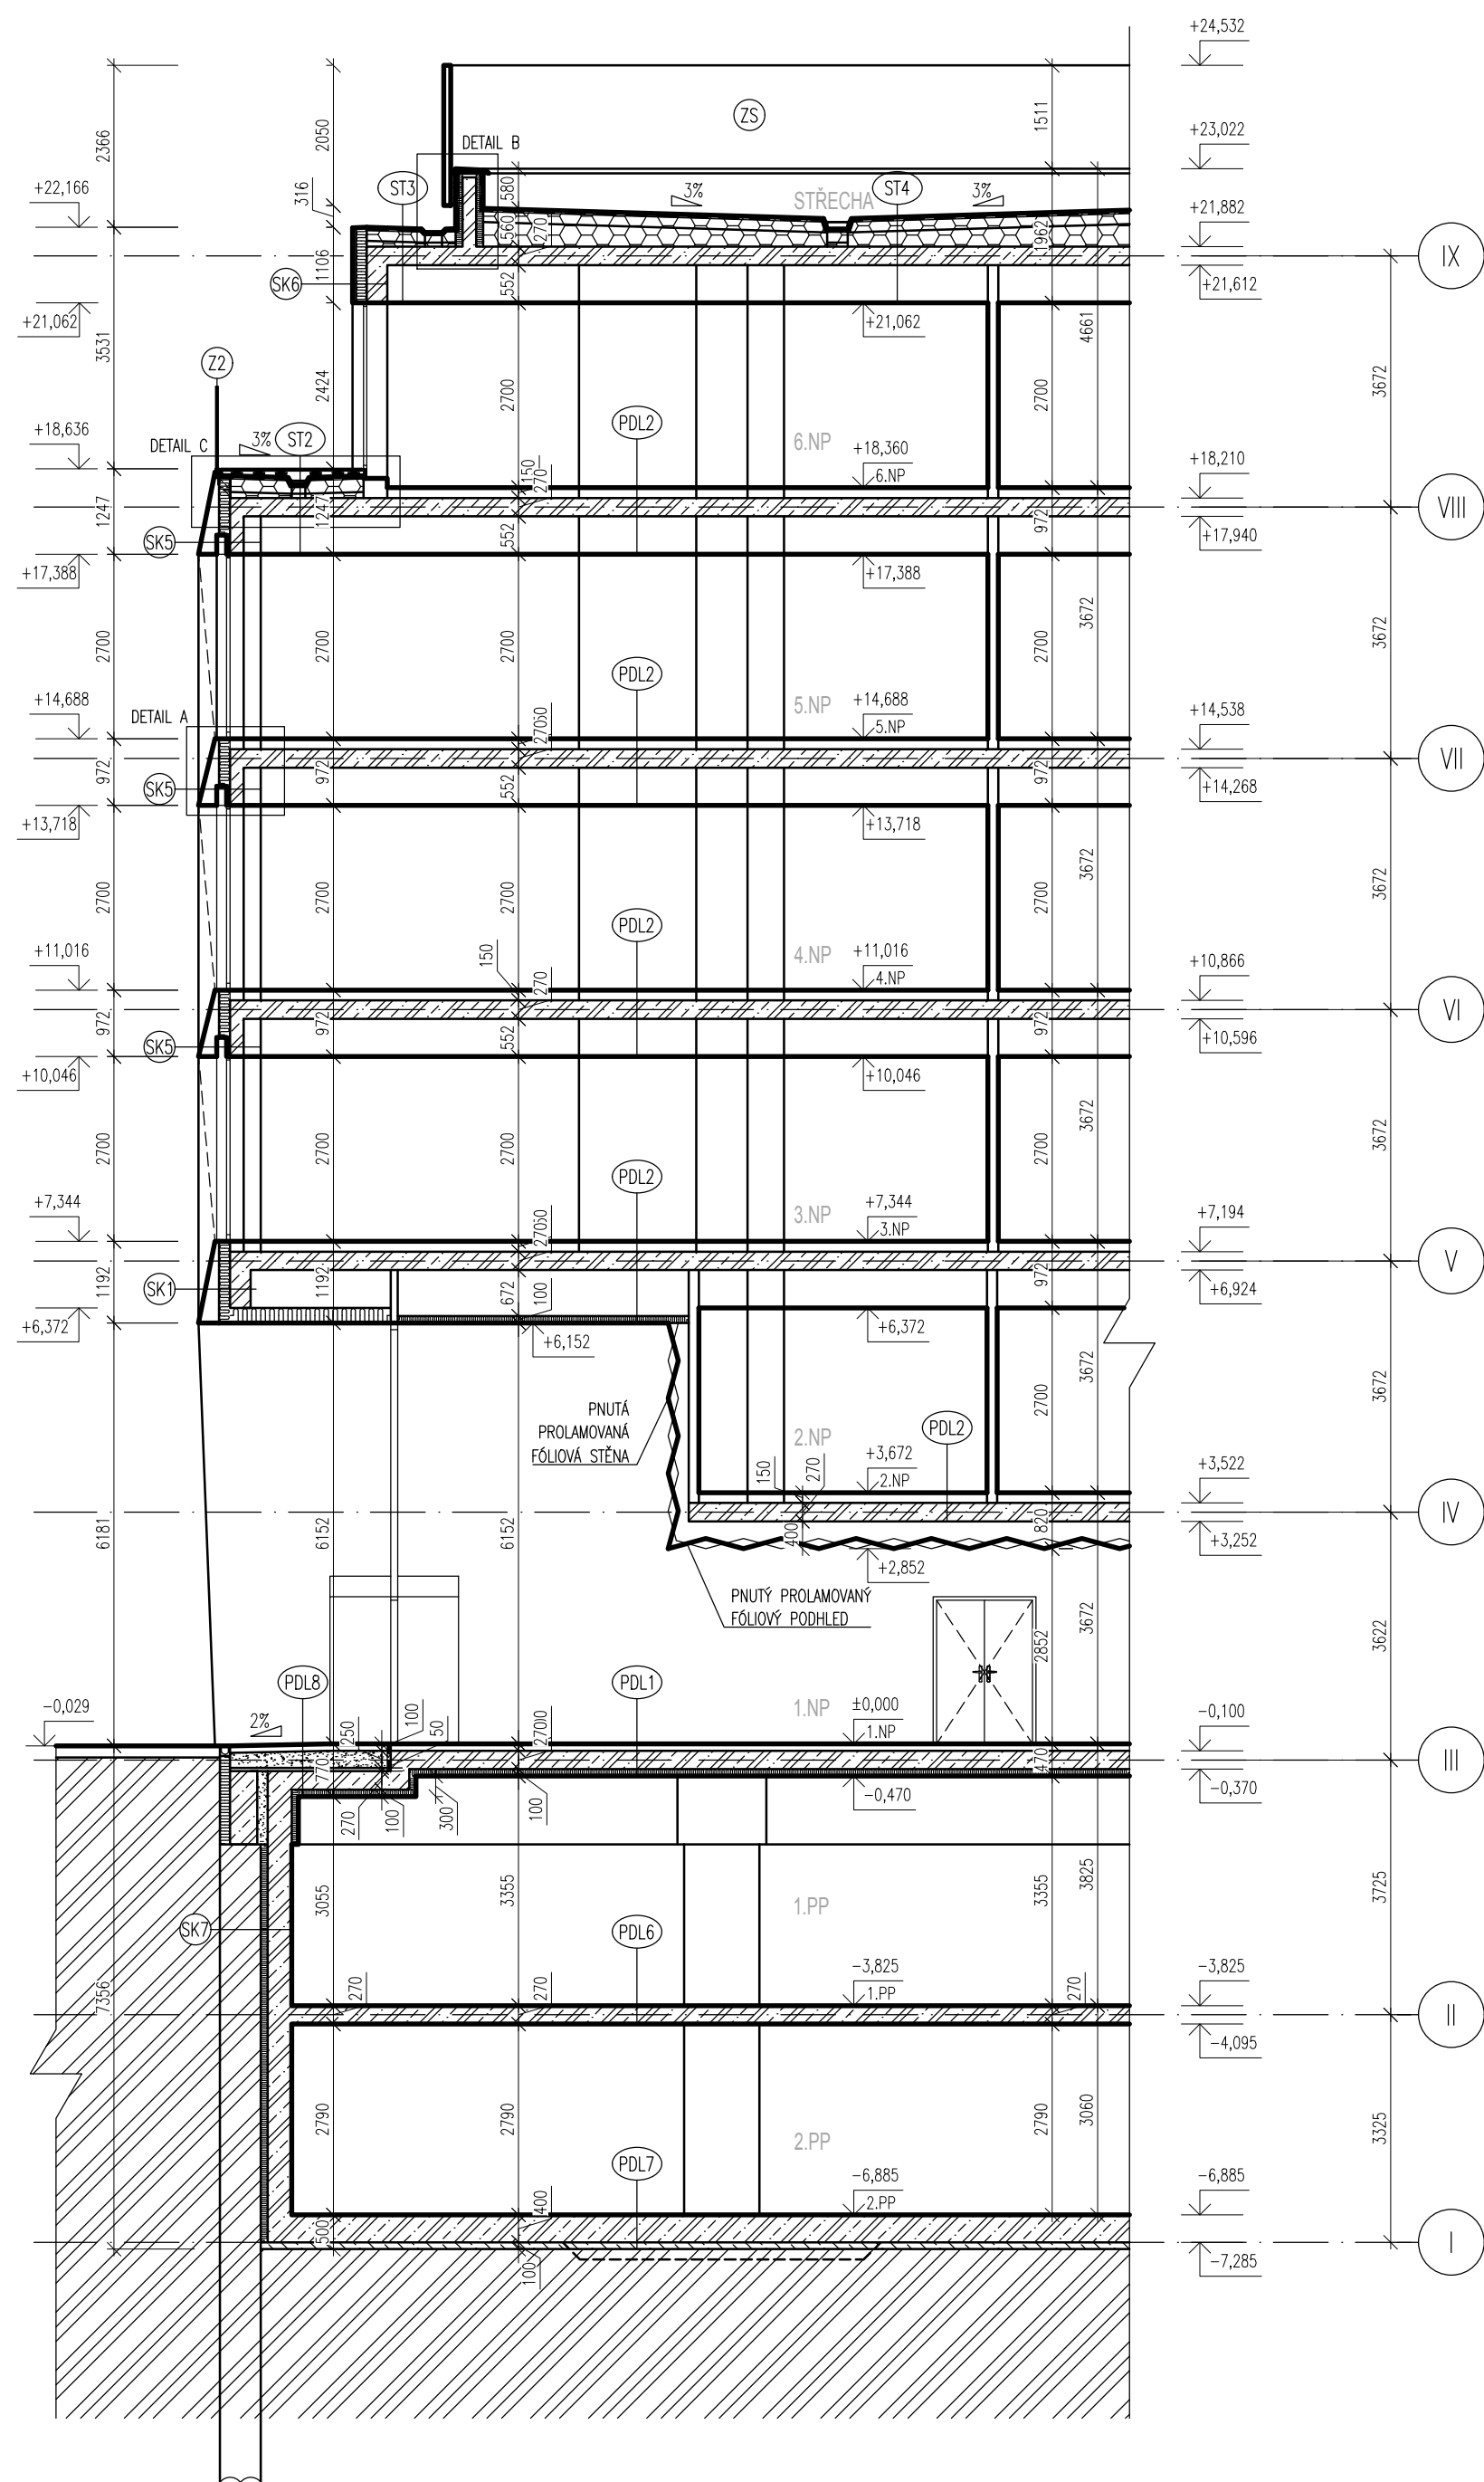 +24,532
ZS
1511
2366
2050
+23,022
DETAIL B
+22,166
316
ST3
580
3%
STŘECHA
ST4
3%
+21,882
560
270
1962
IX
1106
SK6
552
+21,612
+21,062
+21,062
4661
3531
Z2
2424
2700
2700
3672
PDL2
+18,636
DETAIL C
3%
ST2
6.NP
+18,360
6.NP
+18,210
150
270
VIII
1247
1247
972
SK5
552
+17,940
+17,388
+17,388
3672
2700
2700
2700
2700
3672
PDL2
+14,688
DETAIL A
5.NP
+14,688
5.NP
+14,538
VII
972
972
972
SK5
552
+14,268
+13,718
+13,718
3672
2700
2700
2700
2700
3672
PDL2
+11,016
150
4.NP
+11,016
4.NP
+10,866
270
VI
972
972
972
SK5
552
+10,596
+10,046
+10,046
3672
2700
2700
2700
2700
3672
PDL2
+7,344
3.NP
+7,344
3.NP
+7,194
V
1192
1192
972
SK1
672
100
+6,924
+6,372
+6,152
+6,372
3672
3672
PNUTÁ
PROLAMOVANÁ
FÓLIOVÁ STĚNA
2700
2.NP
PDL2
150
270
+3,672
2.NP
+3,522
IV
6181
6152
6152
400
820
+3,252
+2,852
PNUTÝ PROLAMOVANÝ
FÓLIOVÝ PODHLED
2852
3672
3622
PDL8
PDL1
-0,029
2%
250
100
50
1.NP
±0,000
1.NP
-0,100
III
770
470
-0,470
-0,370
270
100
300
100
3055
3355
3355
3825
3725
1.PP
SK7
PDL6
7356
270
270
-3,825
1.PP
270
-3,825
II
-4,095
2790
2790
2790
3060
3325
2.PP
PDL7
-6,885
2.PP
-6,885
500
400
I
100
-7,285